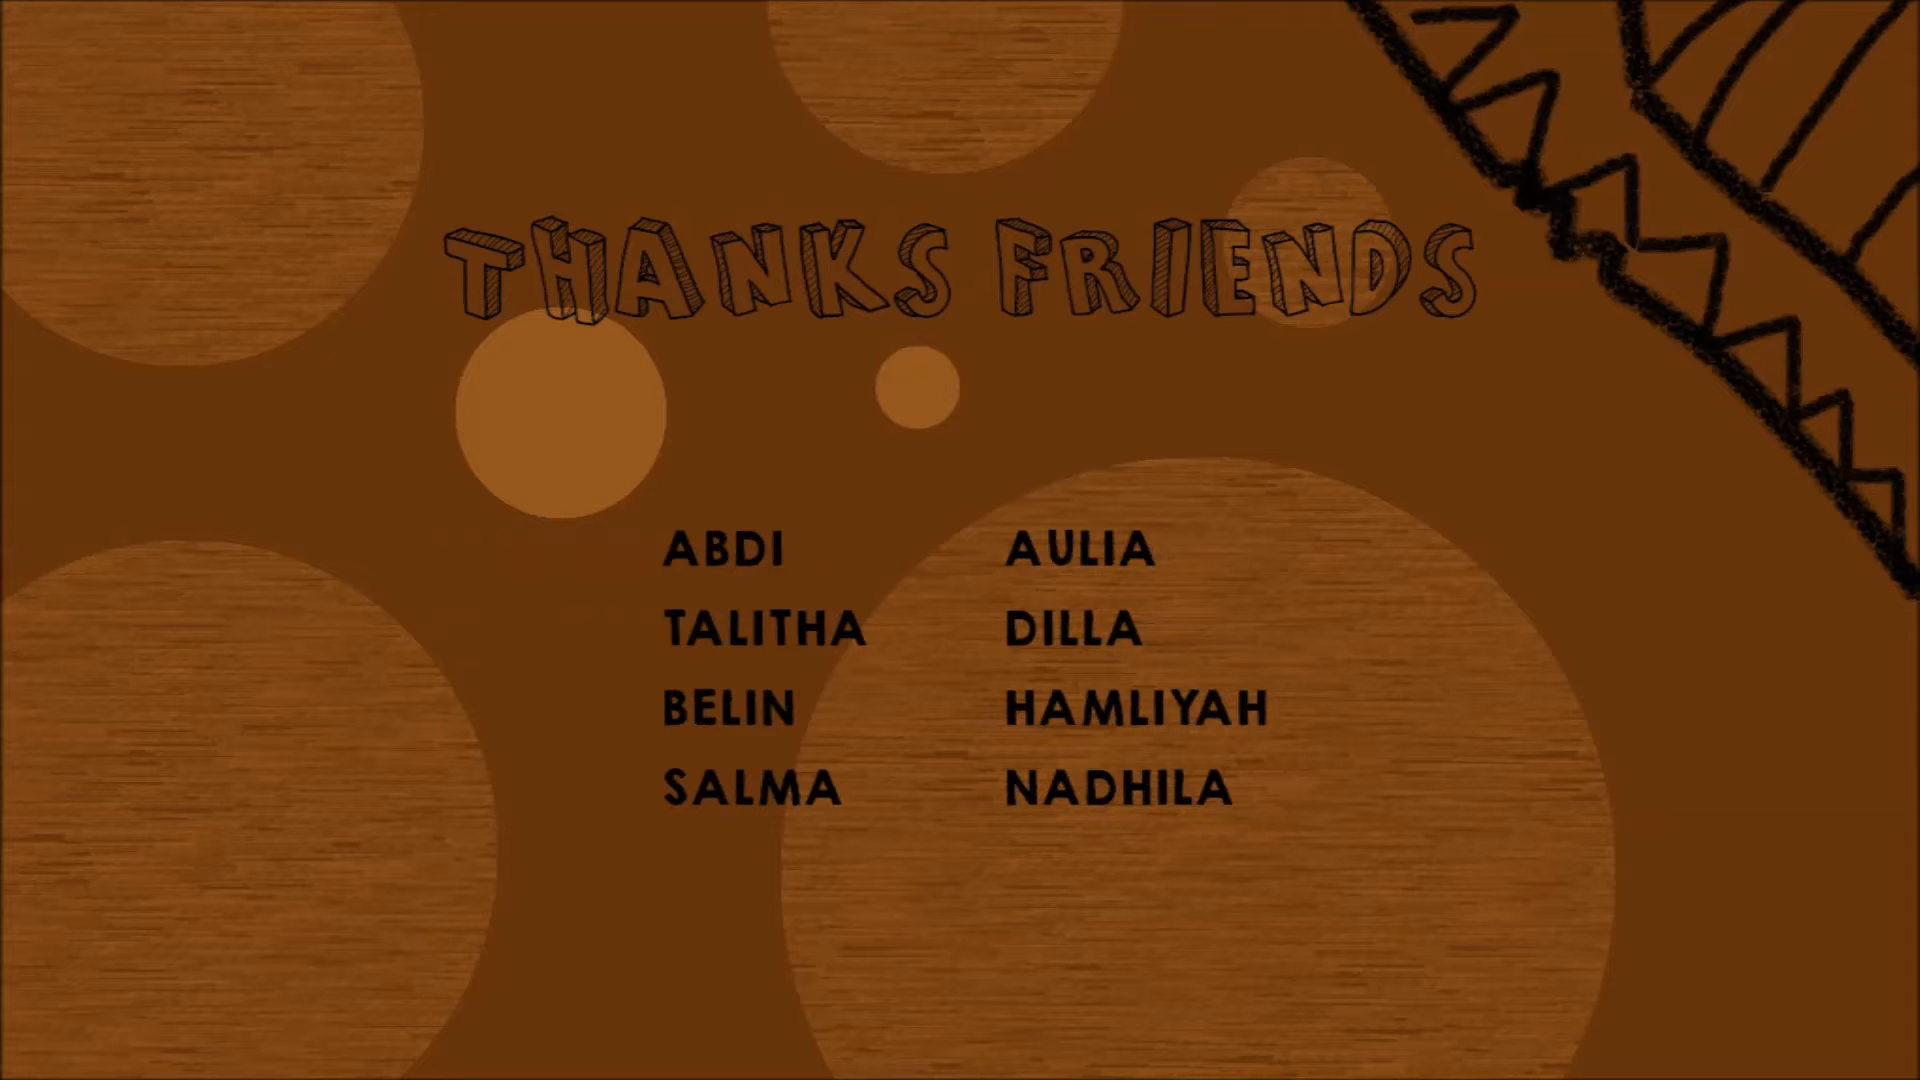 THANKS FRIENDS
ABDI
TALITHA
BELIN
SALMA
AULIA
DILLA
HAMLIYAH
NADHILA